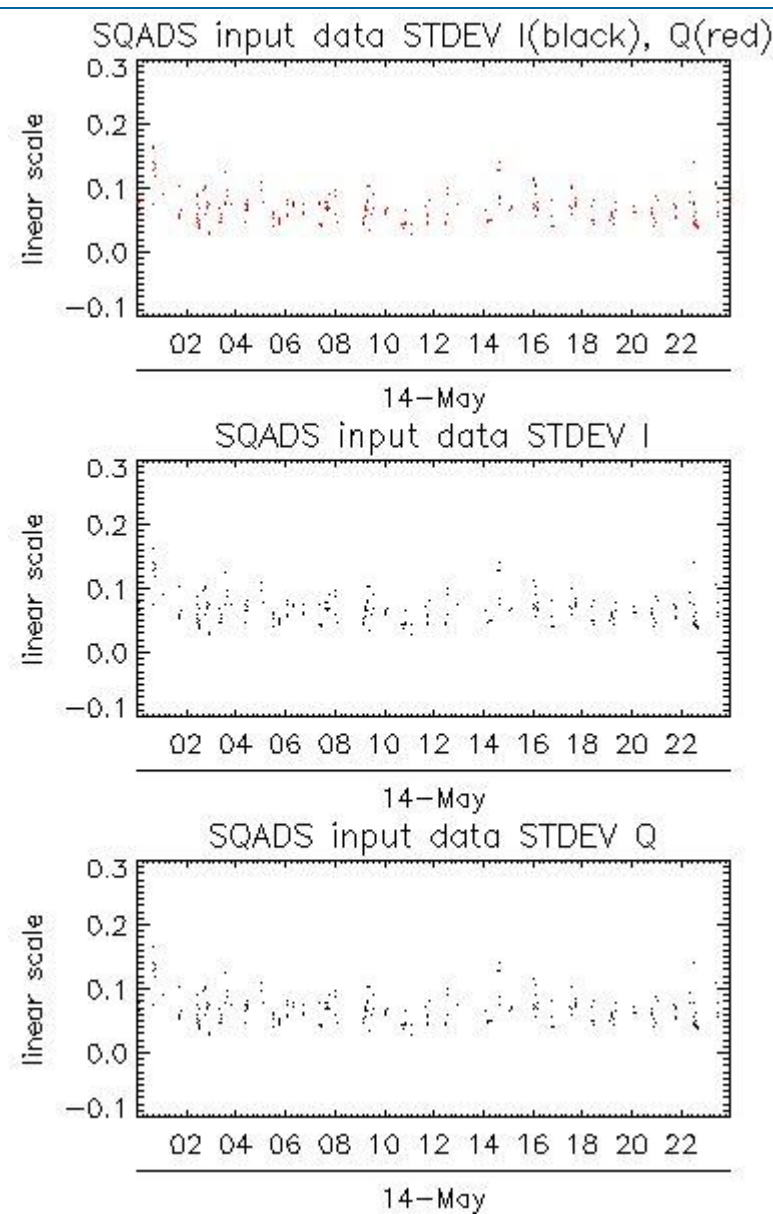 SQADS input data STDEV I(black), Q(red)
0.3
0.2
0.1
0.0
−0.1
linear scale
02 04 06 08 10 12 14 16 18 20 22
14−May
SQADS input data STDEV I
0.3
0.2
0.1
0.0
−0.1
linear scale
02 04 06 08 10 12 14 16 18 20 22
14−May
SQADS input data STDEV Q
0.3
0.2
0.1
0.0
−0.1
linear scale
02 04 06 08 10 12 14 16 18 20 22
14−May